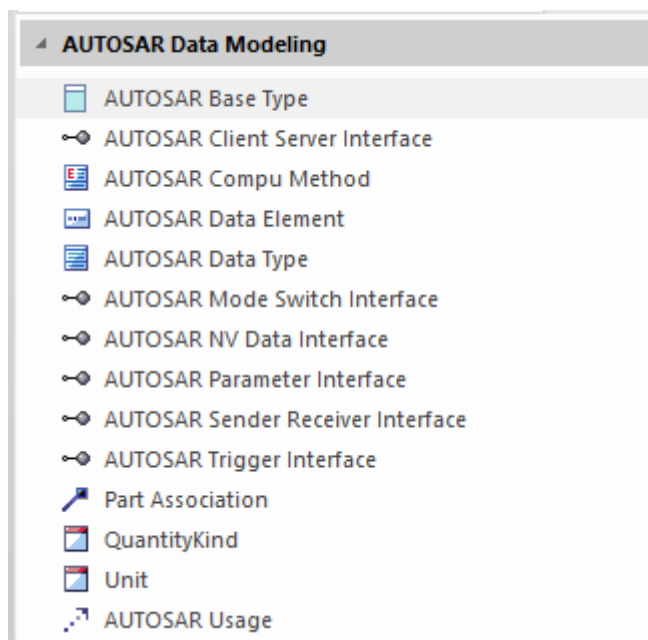 AUTOSAR Data Modeling
AUTOSAR Base Type
AUTOSAR Client Server Interface
AUTOSAR Compu Method
AUTOSAR Data Element
AUTOSAR Data Type
AUTOSAR Mode Switch Interface
AUTOSAR NV Data Interface
AUTOSAR Parameter Interface
AUTOSAR Sender Receiver Interface
AUTOSAR Trigger Interface
Part Association
QuantityKind
Unit
AUTOSAR Usage